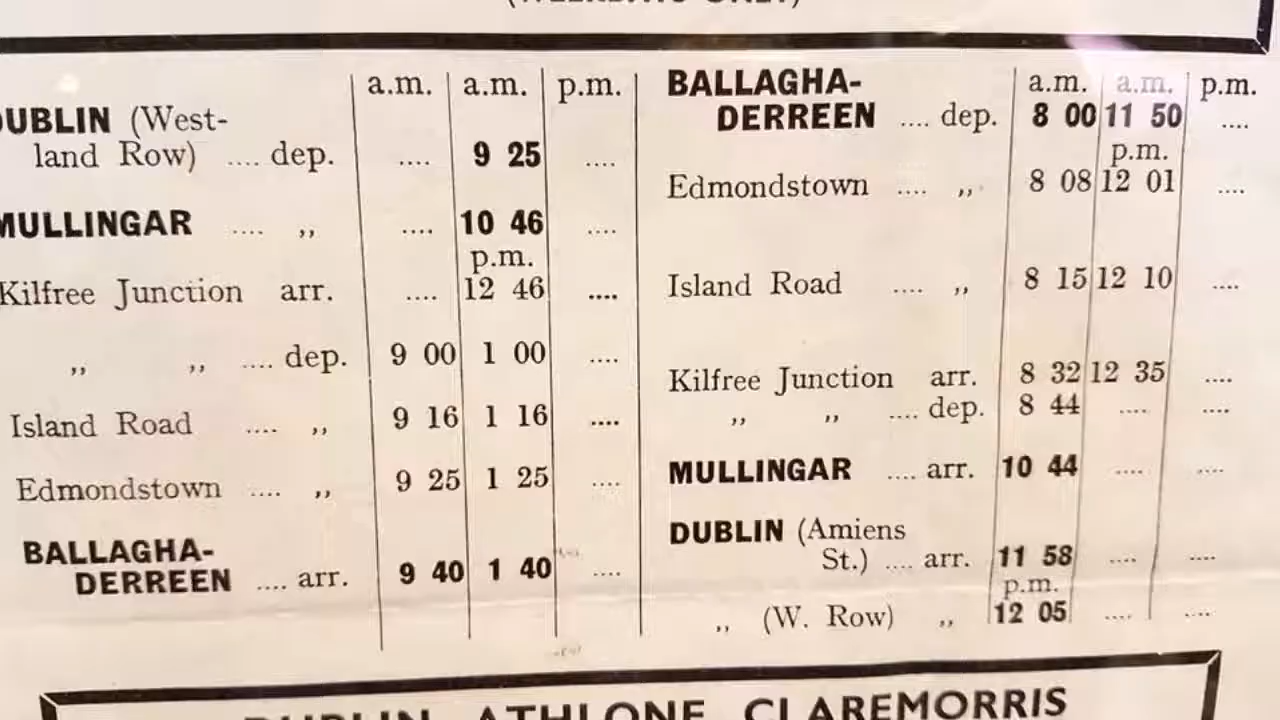 (WEEKDAYS ONLY)
a.m. a.m. p.m.
DUBLIN (West-
land Row) .... dep. .... 9 25 ....
MULLINGAR .... ,, .... 10 46 ....
p.m.
Kilfree Junction arr. .... 12 46 ....
,, ,, .... dep. 9 00 1 00 ....
Island Road .... ,, 9 16 1 16 ....
Edmondstown .... ,, 9 25 1 25 ....
BALLAGHA-
DERREEN .... arr. 9 40 1 40 ....
a.m. a.m. p.m.
BALLAGHA-
DERREEN .... dep. 8 00 11 50 ....
p.m.
Edmondstown .... ,, 8 08 12 01 ....
Island Road .... ,, 8 15 12 10 ....
Kilfree Junction arr. 8 32 12 35 ....
,, ,, .... dep. 8 44 .... ....
MULLINGAR .... arr. 10 44 .... ....
DUBLIN (Amiens
St.) .... arr. 11 58 .... ....
p.m.
,, (W. Row) ,, 12 05 .... ....
DUBLIN, ATHLONE, CLAREMORRIS